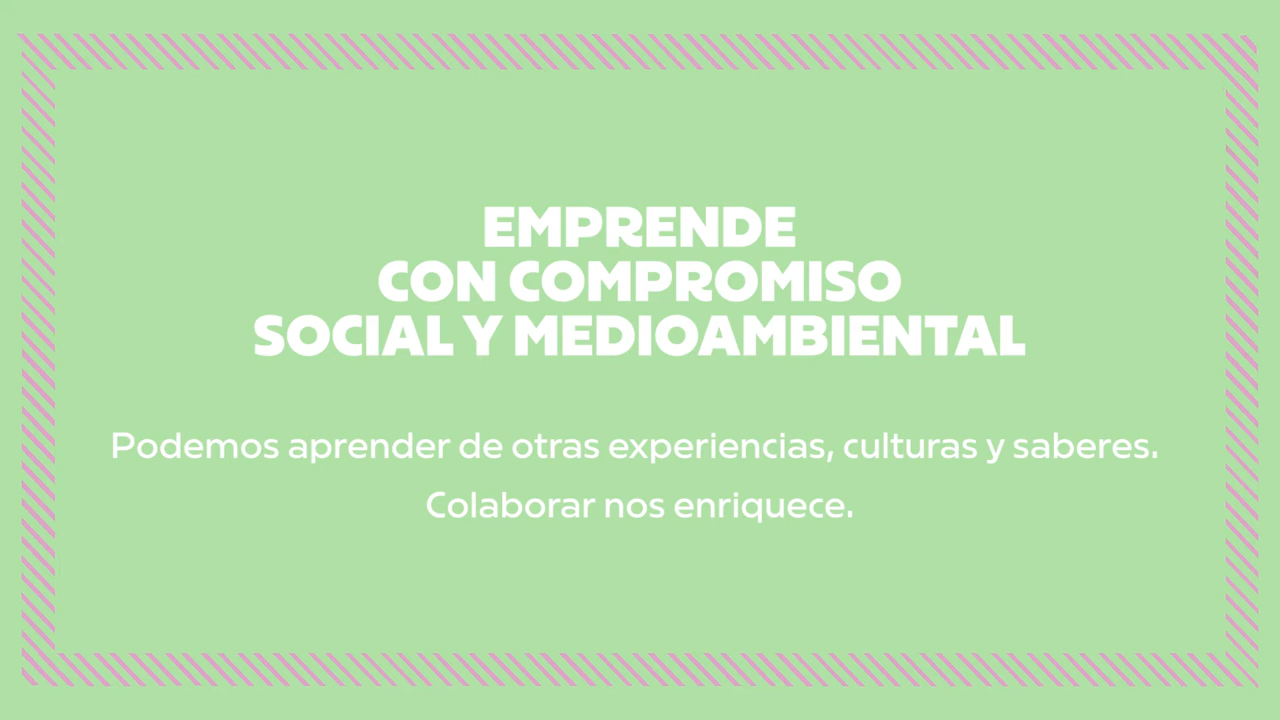 EMPRENDE
CON COMPROMISO
SOCIAL Y MEDIOAMBIENTAL
Podemos aprender de otras experiencias, culturas y saberes.
Colaborar nos enriquece.